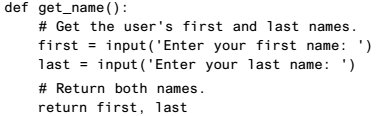 def get_name():
    # Get the user's first and last names.
    first = input('Enter your first name: ')
    last = input('Enter your last name: ')
    # Return both names.
    return first, last